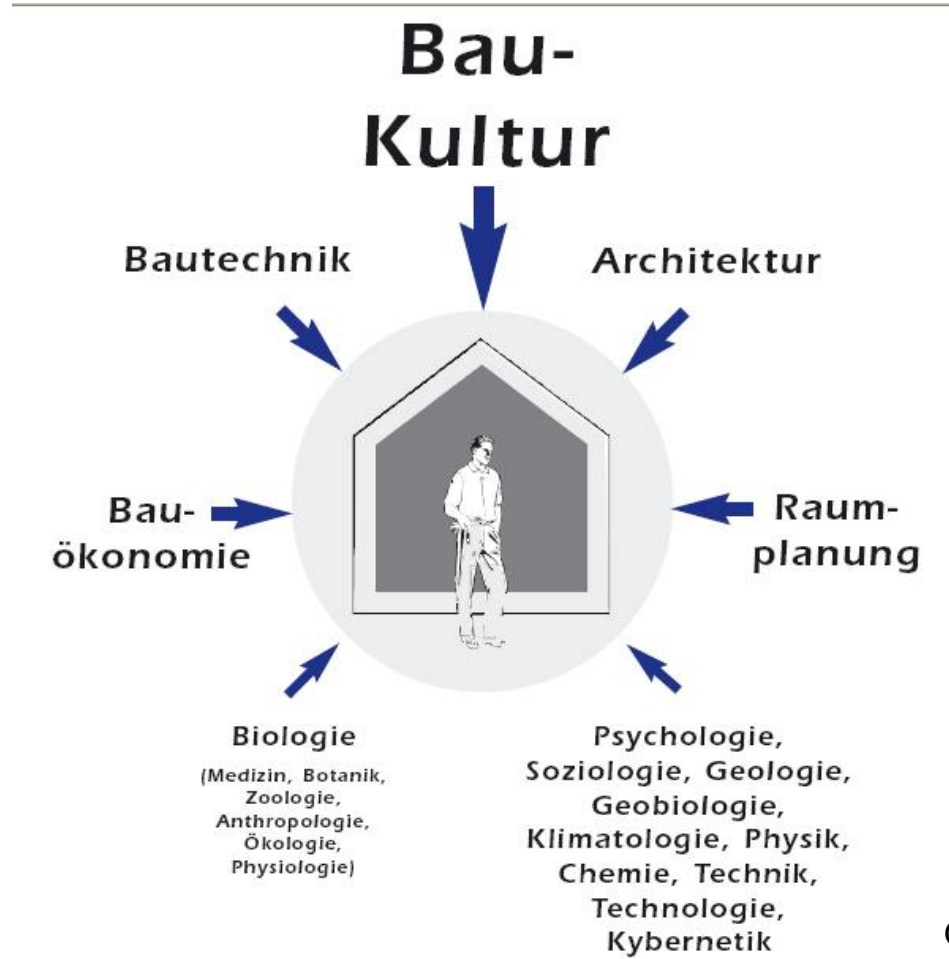 Bau-
Kultur
Bautechnik
Architektur
Bau-
ökonomie
Raum-
planung
Biologie
(Medizin, Botanik,
Zoologie,
Anthropologie,
Ökologie,
Physiologie)
Psychologie,
Soziologie, Geologie,
Geobiologie,
Klimatologie, Physik,
Chemie, Technik,
Technologie,
Kybernetik